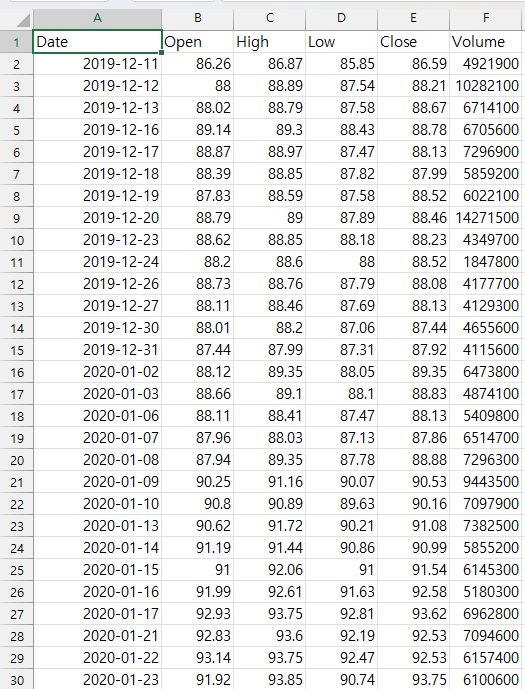 A B C D E F
1 Date Open High Low Close Volume
2 2019-12-11 86.26 86.87 85.85 86.59 4921900
3 2019-12-12 88 88.89 87.54 88.21 10282100
4 2019-12-13 88.02 88.79 87.58 88.67 6714100
5 2019-12-16 89.14 89.3 88.43 88.78 6705600
6 2019-12-17 88.87 88.97 87.47 88.13 7296900
7 2019-12-18 88.39 88.85 87.82 87.99 5859200
8 2019-12-19 87.83 88.59 87.58 88.52 6022100
9 2019-12-20 88.79 89 87.89 88.46 14271500
10 2019-12-23 88.62 88.85 88.18 88.23 4349700
11 2019-12-24 88.2 88.6 88 88.52 1847800
12 2019-12-26 88.73 88.76 87.79 88.08 4177700
13 2019-12-27 88.11 88.46 87.69 88.13 4129300
14 2019-12-30 88.01 88.2 87.06 87.44 4655600
15 2019-12-31 87.44 87.99 87.31 87.92 4115600
16 2020-01-02 88.12 89.35 88.05 89.35 6473800
17 2020-01-03 88.66 89.1 88.1 88.83 4874100
18 2020-01-06 88.11 88.41 87.47 88.13 5409800
19 2020-01-07 87.96 88.03 87.13 87.86 6514700
20 2020-01-08 87.94 89.35 87.78 88.88 7296300
21 2020-01-09 90.25 91.16 90.07 90.53 9443500
22 2020-01-10 90.8 90.89 89.63 90.16 7097900
23 2020-01-13 90.62 91.72 90.21 91.08 7382500
24 2020-01-14 91.19 91.44 90.86 90.99 5855200
25 2020-01-15 91 92.06 91 91.54 6145300
26 2020-01-16 91.99 92.61 91.63 92.58 5180300
27 2020-01-17 92.93 93.75 92.81 93.62 6962800
28 2020-01-21 92.83 93.6 92.19 92.53 7094600
29 2020-01-22 93.14 93.75 92.47 92.53 6157400
30 2020-01-23 91.92 93.85 90.74 93.75 6100600